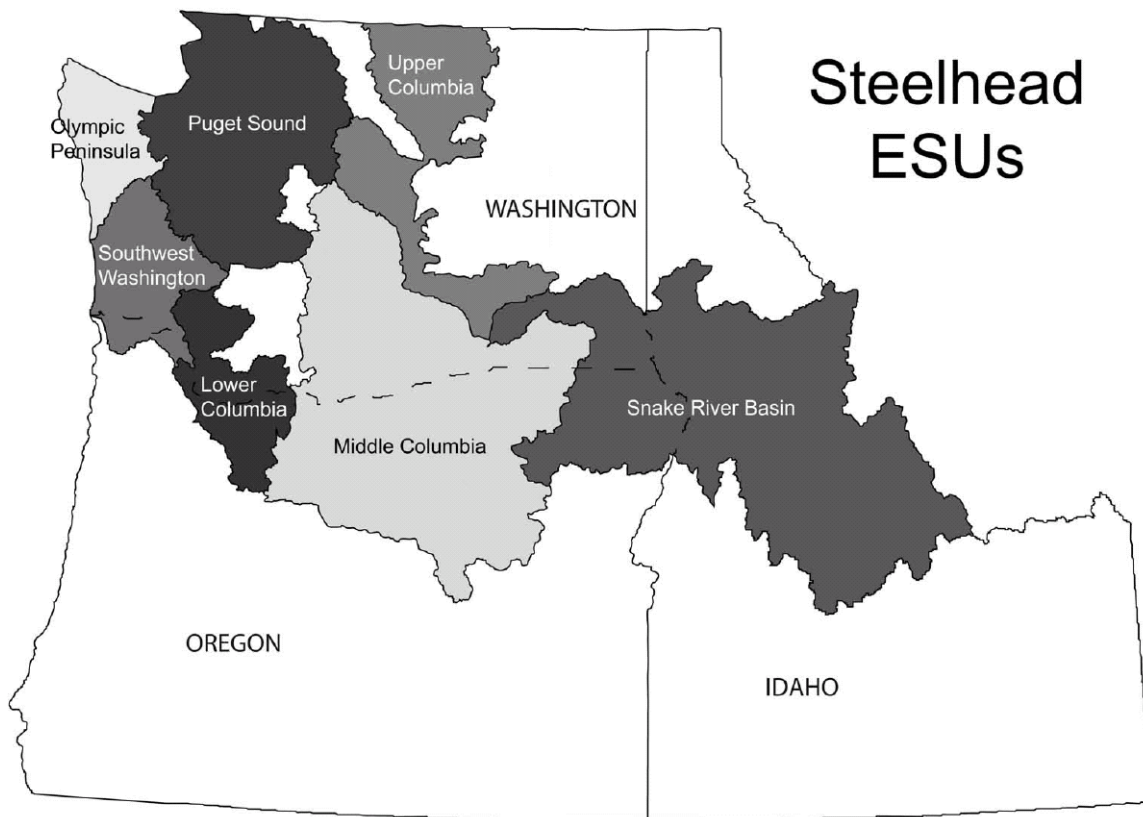 Steelhead
ESUs
Upper
Columbia
Puget Sound
Olympic
Peninsula
WASHINGTON
Southwest
Washington
Lower
Columbia
Snake River Basin
Middle Columbia
OREGON
IDAHO